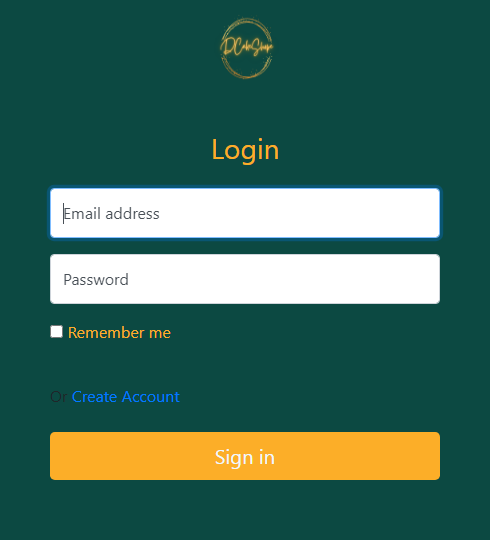 Login
Email address
Password
Remember me
Or Create Account
Sign in